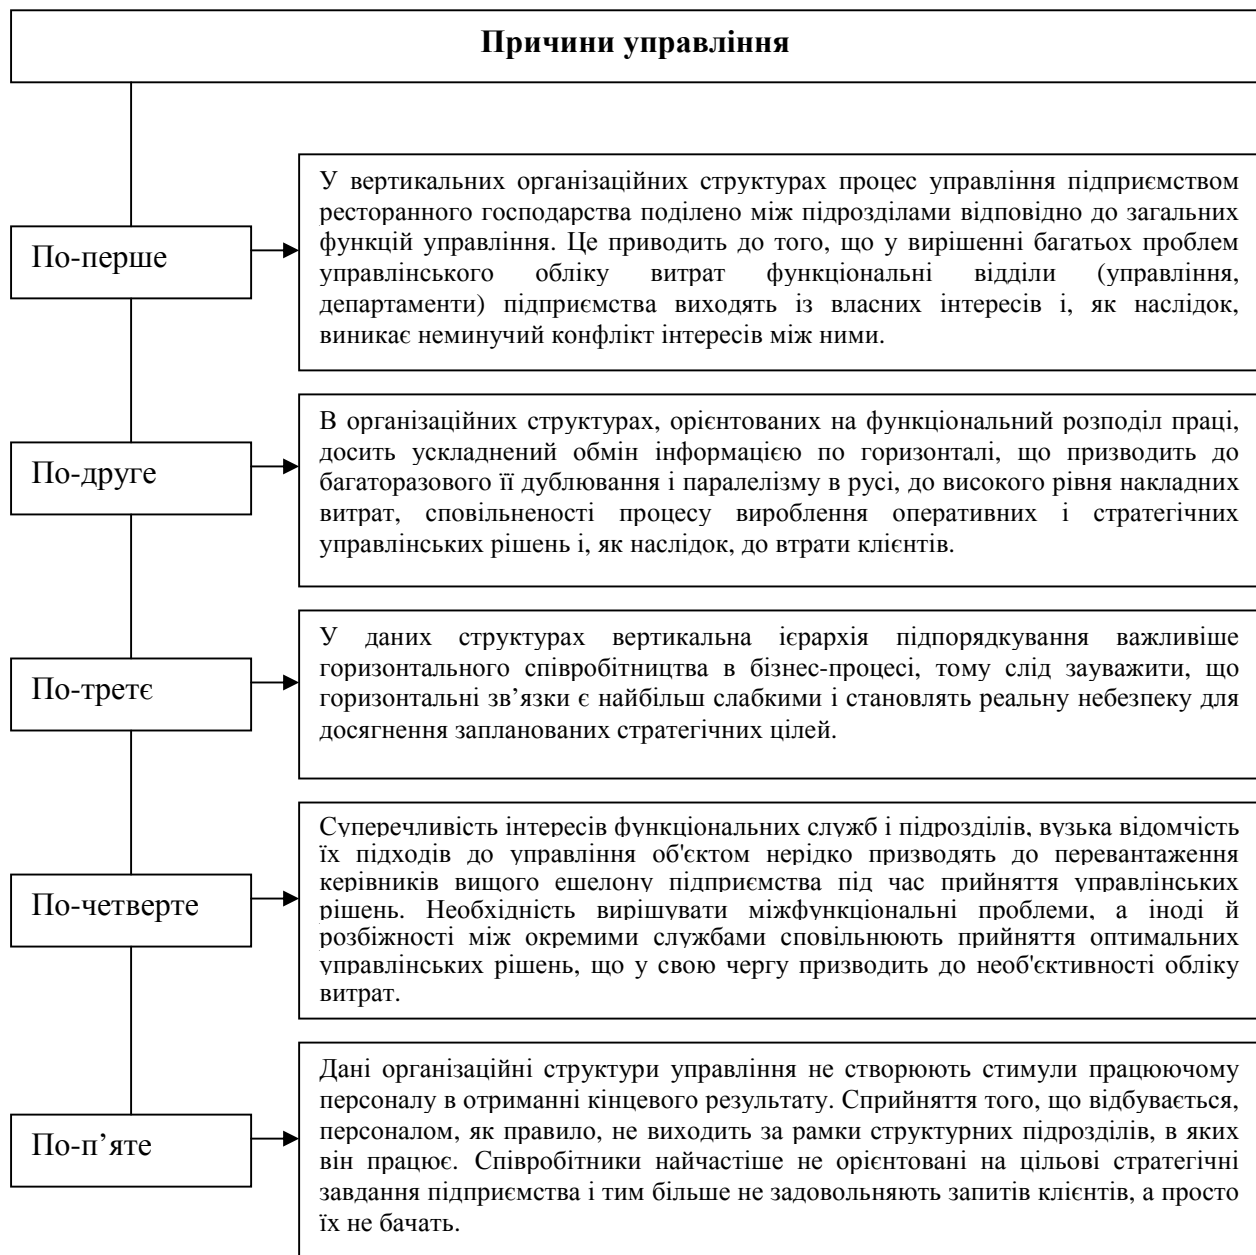 Причини управління
По-перше
У вертикальних організаційних структурах процес управління підприємством
ресторанного господарства поділено між підрозділами відповідно до загальних
функцій управління. Це приводить до того, що у вирішенні багатьох проблем
управлінського обліку витрат функціональні відділи (управління,
департаменти) підприємства виходять із власних інтересів і, як наслідок,
виникає неминучий конфлікт інтересів між ними.
По-друге
В організаційних структурах, орієнтованих на функціональний розподіл праці,
досить ускладнений обмін інформацією по горизонталі, що призводить до
багаторазового її дублювання і паралелізму в русі, до високого рівня накладних
витрат, сповільненості процесу вироблення оперативних і стратегічних
управлінських рішень і, як наслідок, до втрати клієнтів.
По-третє
У даних структурах вертикальна ієрархія підпорядкування важливіше
горизонтального співробітництва в бізнес-процесі, тому слід зауважити, що
горизонтальні зв’язки є найбільш слабкими і становлять реальну небезпеку для
досягнення запланованих стратегічних цілей.
По-четверте
Суперечливість інтересів функціональних служб і підрозділів, вузька відомчість
їх підходів до управління об'єктом нерідко призводять до перевантаження
керівників вищого ешелону підприємства під час прийняття управлінських
рішень. Необхідність вирішувати міжфункціональні проблеми, а іноді й
розбіжності між окремими службами сповільнюють прийняття оптимальних
управлінських рішень, що у свою чергу призводить до необ'єктивності обліку
витрат.
По-п’яте
Дані організаційні структури управління не створюють стимули працюючому
персоналу в отриманні кінцевого результату. Сприйняття того, що відбувається,
персоналом, як правило, не виходить за рамки структурних підрозділів, в яких
він працює. Співробітники найчастіше не орієнтовані на цільові стратегічні
завдання підприємства і тим більше не задовольняють запитів клієнтів, а просто
їх не бачать.